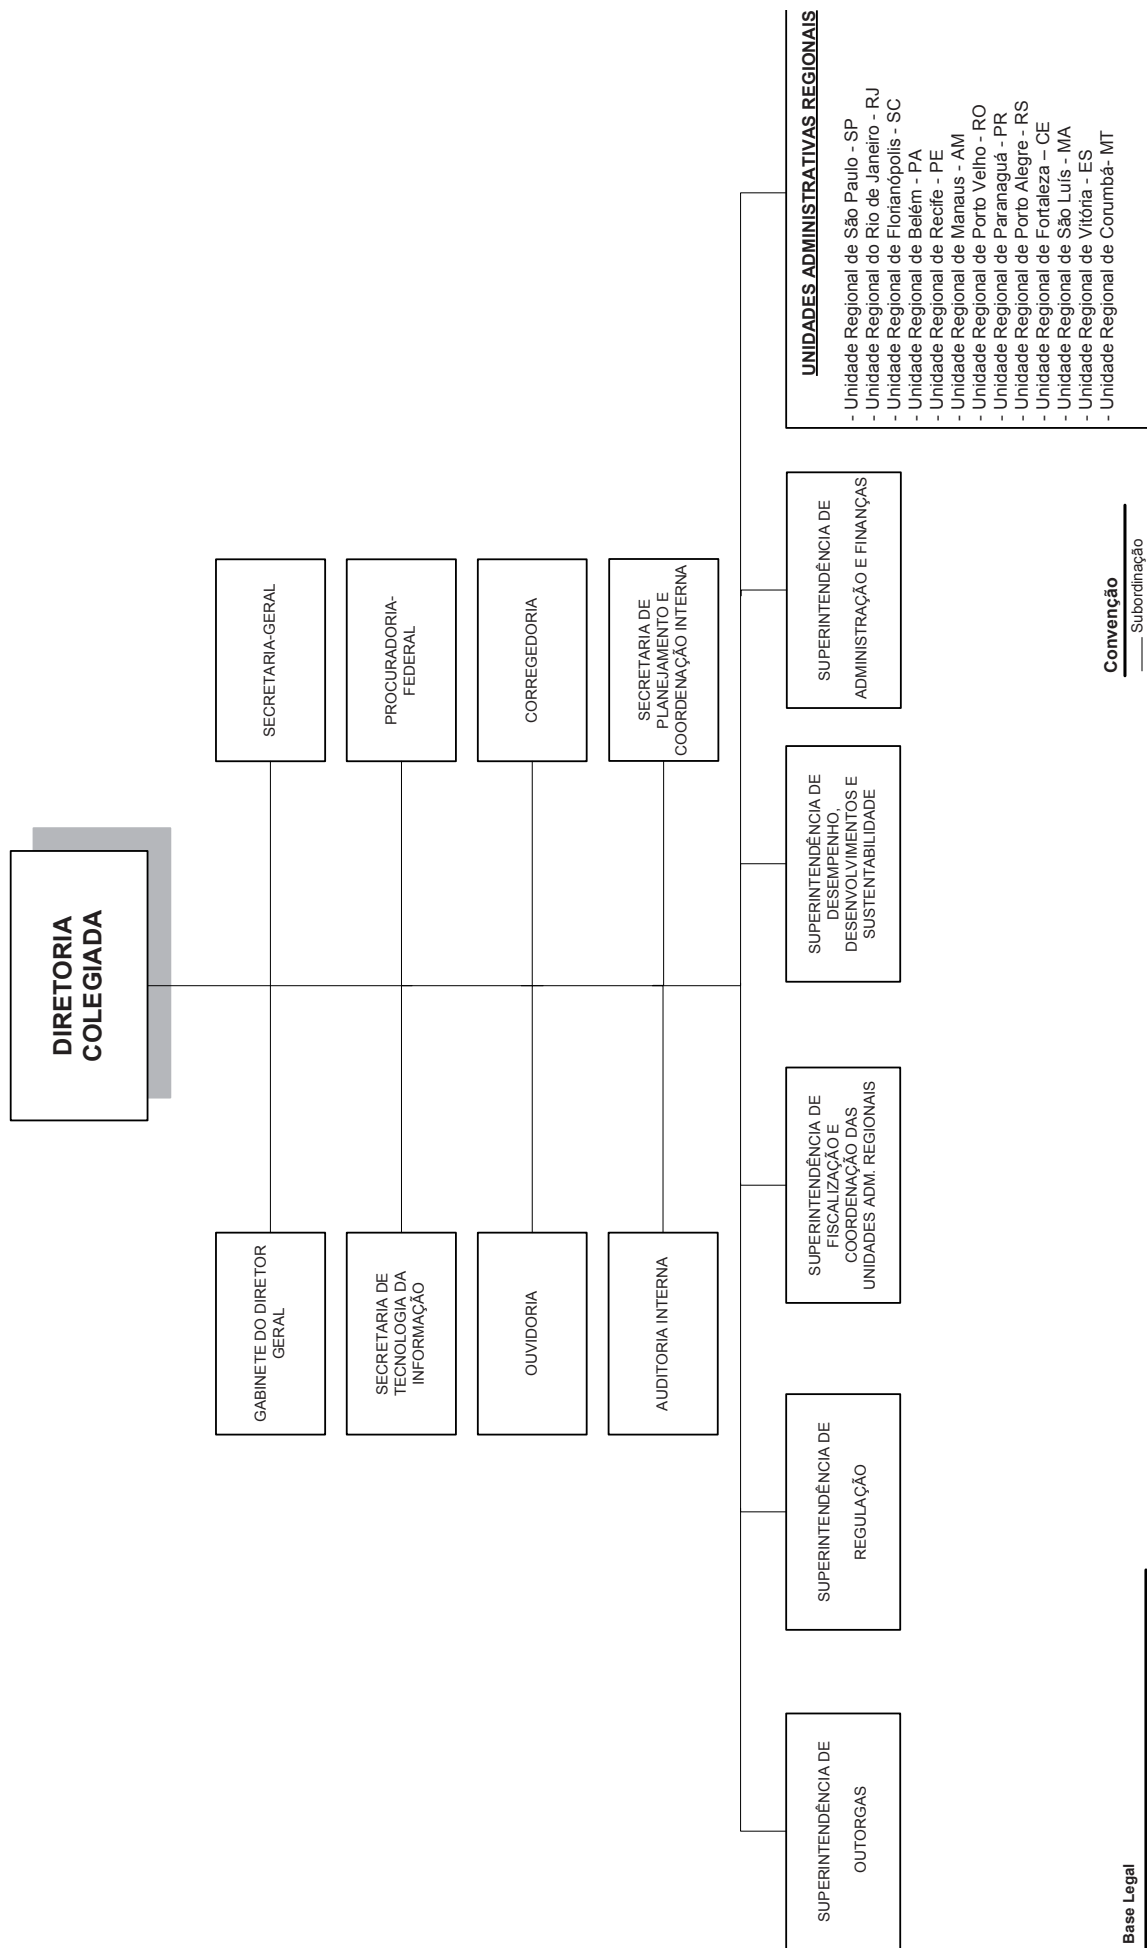 DIRETORIA
COLEGIADA
GABINETE DO DIRETOR
GERAL
SECRETARIA-GERAL
SECRETARIA DE
TECNOLOGIA DA
INFORMAÇÃO
PROCURADORIA-
FEDERAL
OUVIDORIA
CORREGEDORIA
AUDITORIA INTERNA
SECRETARIA DE
PLANEJAMENTO E
COORDENAÇÃO INTERNA
SUPERINTENDÊNCIA DE
OUTORGAS
SUPERINTENDÊNCIA DE
REGULAÇÃO
SUPERINTENDÊNCIA DE
FISCALIZAÇÃO E
COORDENAÇÃO DAS
UNIDADES ADM. REGIONAIS
SUPERINTENDÊNCIA DE
DESEMPENHO,
DESENVOLVIMENTOS E
SUSTENTABILIDADE
SUPERINTENDÊNCIA DE
ADMINISTRAÇÃO E FINANÇAS
UNIDADES ADMINISTRATIVAS REGIONAIS
- Unidade Regional de São Paulo - SP
- Unidade Regional do Rio de Janeiro - RJ
- Unidade Regional de Florianópolis - SC
- Unidade Regional de Belém - PA
- Unidade Regional de Recife - PE
- Unidade Regional de Manaus - AM
- Unidade Regional de Porto Velho - RO
- Unidade Regional de Paranaguá - PR
- Unidade Regional de Porto Alegre - RS
- Unidade Regional de Fortaleza – CE
- Unidade Regional de São Luís - MA
- Unidade Regional de Vitória - ES
- Unidade Regional de Corumbá- MT
Base Legal
Convenção
Subordinação